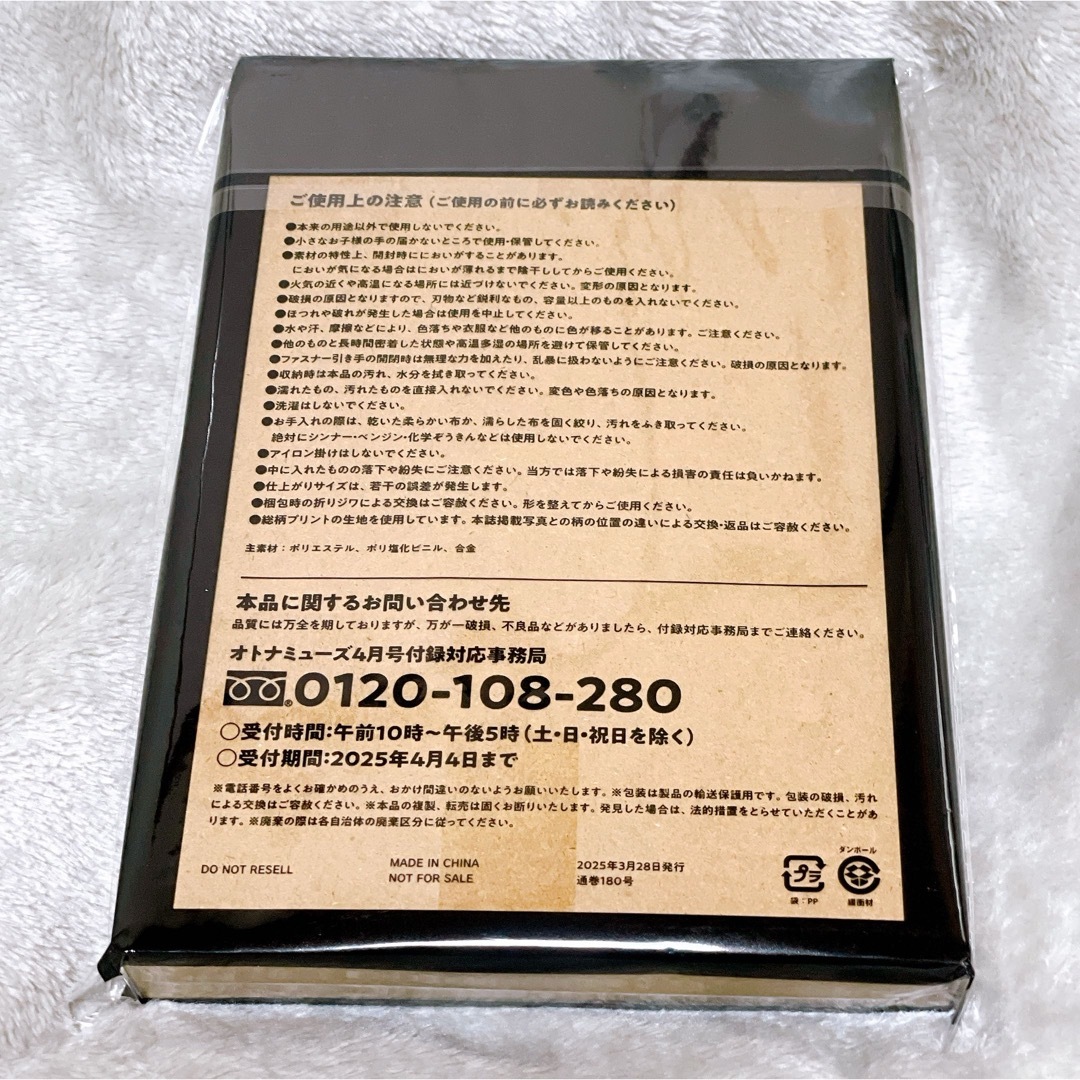 ご使用上の注意（ご使用の前に必ずお読みください）
●本来の用途以外で使用しないでください。
●小さなお子様の手の届かないところで使用・保管してください。
●素材の特性上、開封時ににおいがすることがあります。
においが気になる場合はにおいが薄れるまで陰干ししてからご使用ください。
●火気の近くや高温になる場所には近づけないでください。変形の原因となります。
●破損の原因となりますので、刃物など鋭利なもの、容量以上のものを入れないでください。
●ほつれや破れが発生した場合は使用を中止してください。
●水や汗、摩擦などにより、色落ちや衣服など他のものに色が移ることがあります。ご注意ください。
●他のものと長時間密着した状態や高温多湿の場所を避けて保管してください。
●ファスナー引き手の開閉時は無理な力を加えたり、乱暴に扱わないようにご注意ください。破損の原因となります。
●収納時は本品の汚れ、水分を拭き取ってください。
●濡れたもの、汚れたものを直接入れないでください。変色や色落ちの原因となります。
●洗濯はしないでください。
●お手入れの際は、乾いた柔らかい布か、濡らした布を固く絞り、汚れをふき取ってください。
絶対にシンナー・ベンジン・化学ぞうきんなどは使用しないでください。
●アイロン掛けはしないでください。
●中に入れたものの落下や紛失にご注意ください。当方では落下や紛失による損害の責任は負いかねます。
●仕上がりサイズは、若干の誤差が発生します。
●梱包時の折りジワによる交換はご容赦ください。形を整えてからご使用ください。
●総柄プリントの生地を使用しています。本誌掲載写真との柄の位置の違いによる交換・返品はご容赦ください。
主素材：ポリエステル、ポリ塩化ビニル、合金
本品に関するお問い合わせ先
品質には万全を期しておりますが、万が一破損、不良品などがありましたら、付録対応事務局までご連絡ください。
オトナミューズ4月号付録対応事務局
®0120-108-280
○受付時間：午前10時～午後5時（土・日・祝日を除く）
○受付期間：2025年4月4日まで
※電話番号をよくお確かめのうえ、おかけ間違いのないようお願いいたします。※包装は製品の輸送保護用です。包装の破損、汚れ
による交換はご容赦ください。※本品の複製、転売は固くお断りいたします。発見した場合は、法的措置をとらせていただくことがあ
ります。※廃棄の際は各自治体の廃棄区分に従ってください。
DO NOT RESELL
MADE IN CHINA
NOT FOR SALE
2025年3月28日発行
通巻180号
プラ
袋：PP
ダンボール
緩衝材